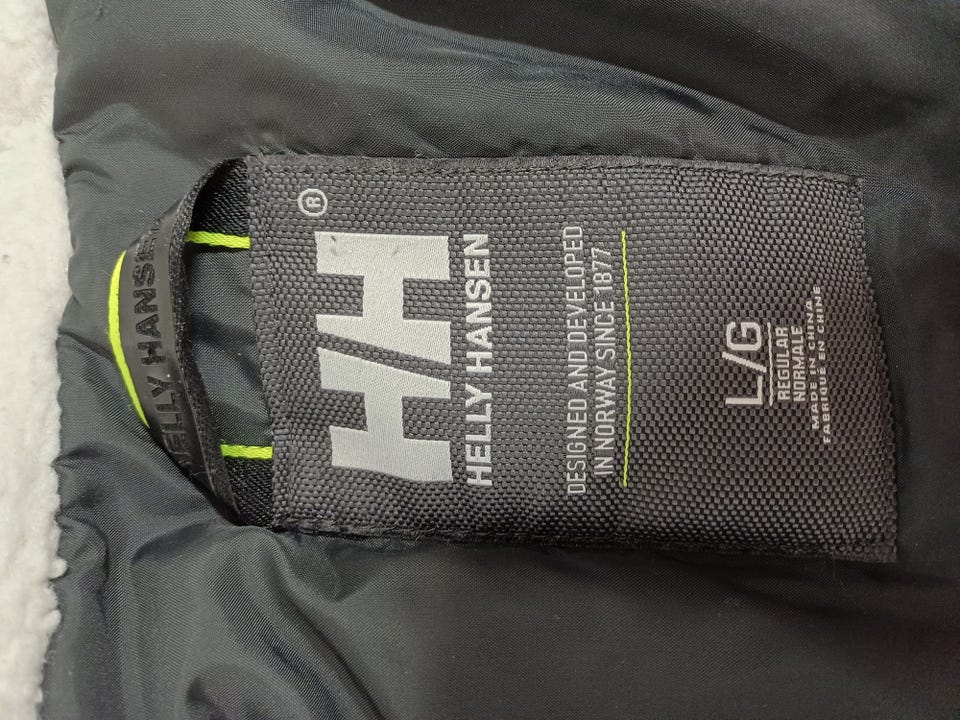 HELLY HANSEN
®
HH
HELLY HANSEN
DESIGNED AND DEVELOPED
IN NORWAY SINCE 1877
L/G
REGULAR
NORMALE
MADE IN CHINA
FABRIQUÉ EN CHINE